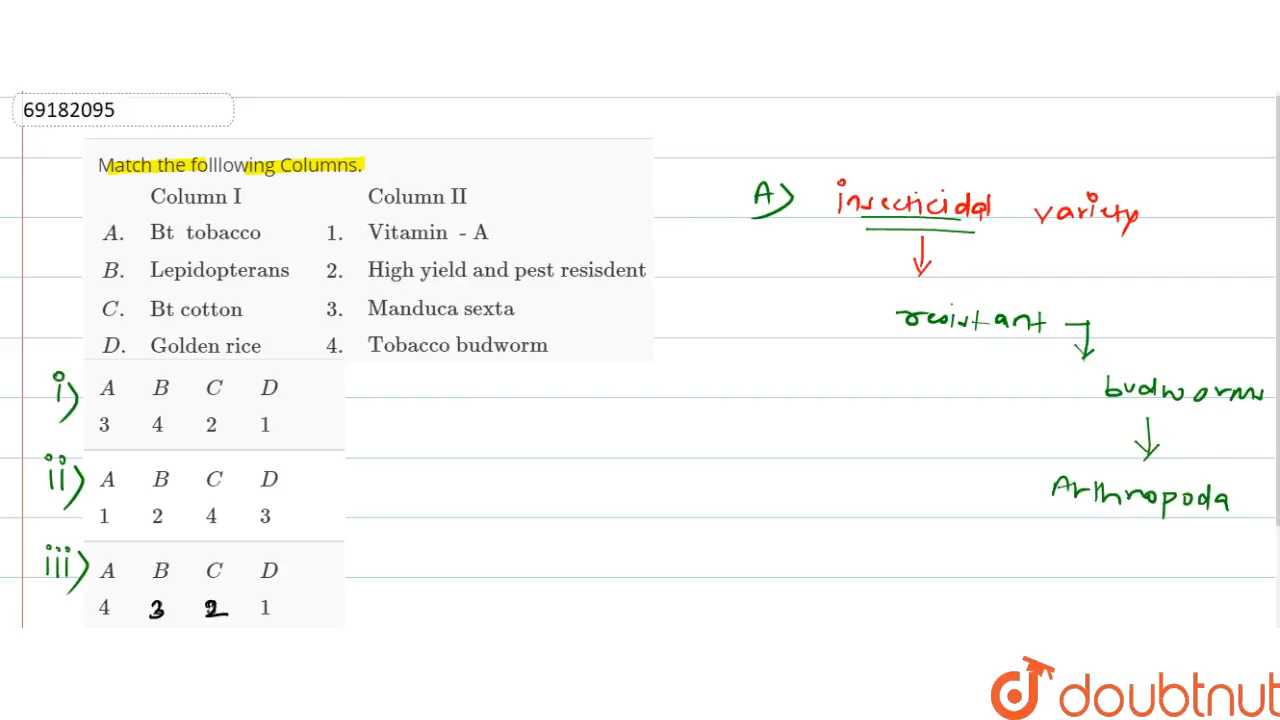 69182095
Match the folllowing Columns.
Column I Column II
A. Bt tobacco 1. Vitamin - A
B. Lepidopterans 2. High yield and pest resisdent
C. Bt cotton 3. Manduca sexta
D. Golden rice 4. Tobacco budworm
i) A B C D
3 4 2 1
ii) A B C D
1 2 4 3
iii) A B C D
4 3 2 1
A) insecticidal variety
resistant
budworms
Arthropoda
doubtnut